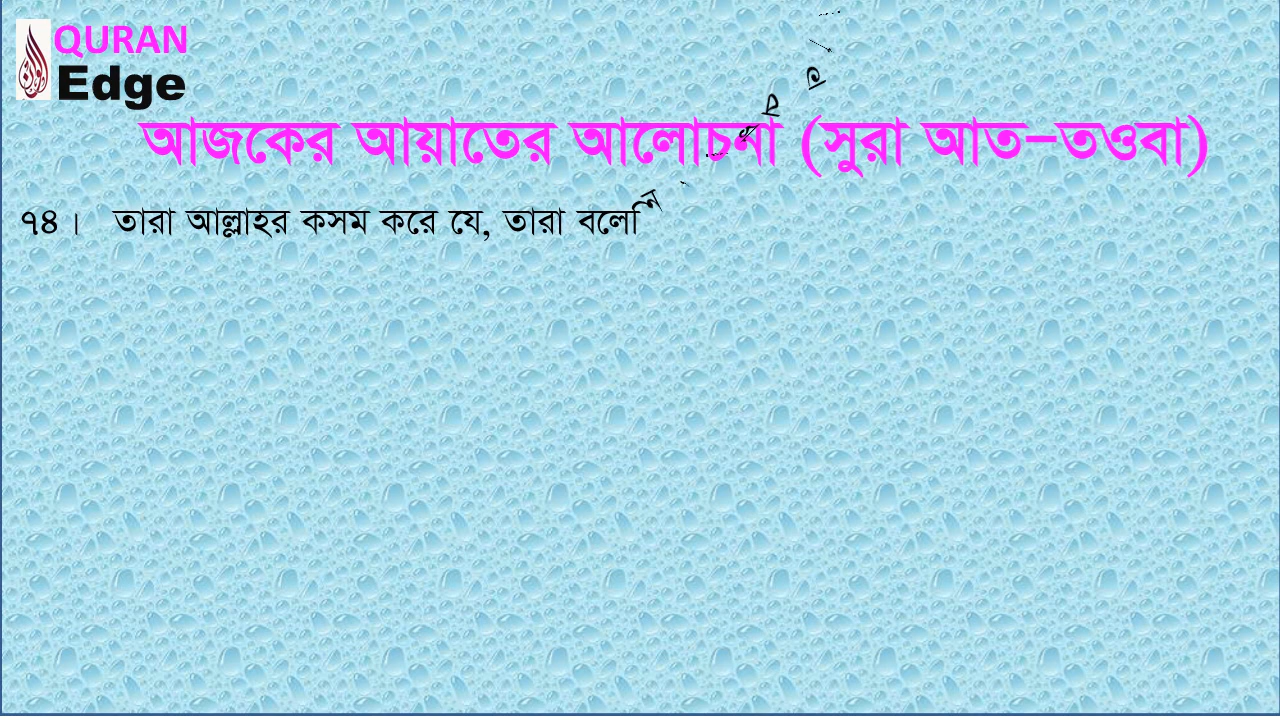 QURAN
Edge
আজকের আয়াতের আলোচনা (সুরা আত-তওবা)
৭৪। তারা আল্লাহর কসম করে যে, তারা বলেনি